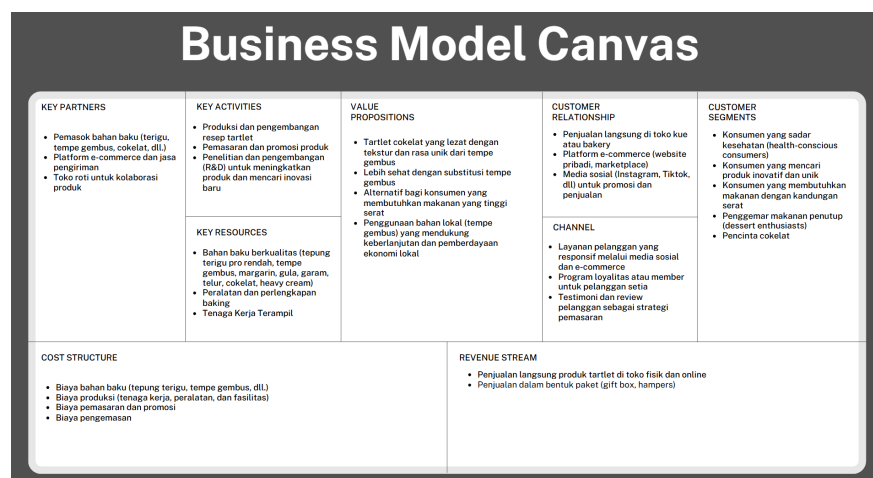 Business Model Canvas
KEY PARTNERS
• Pemasok bahan baku (terigu,
tempe gembus, cokelat, dll.)
• Platform e-commerce dan jasa
pengiriman
• Toko roti untuk kolaborasi
produk
KEY ACTIVITIES
• Produksi dan pengembangan
resep tartlet
• Pemasaran dan promosi produk
• Penelitian dan pengembangan
(R&D) untuk meningkatkan
produk dan mencari inovasi
baru
KEY RESOURCES
• Bahan baku berkualitas (tepung
terigu pro rendah, tempe
gembus, margarin, gula, garam,
telur, cokelat, heavy cream)
• Peralatan dan perlengkapan
baking
• Tenaga Kerja Terampil
VALUE
PROPOSITIONS
• Tartlet cokelat yang lezat dengan
tekstur dan rasa unik dari tempe
gembus
• Lebih sehat dengan substitusi tempe
gembus
• Alternatif bagi konsumen yang
membutuhkan makanan yang tinggi
serat
• Penggunaan bahan lokal (tempe
gembus) yang mendukung
keberlanjutan dan pemberdayaan
ekonomi lokal
CUSTOMER
RELATIONSHIP
• Penjualan langsung di toko kue
atau bakery
• Platform e-commerce (website
pribadi, marketplace)
• Media sosial (Instagram, Tiktok,
dll) untuk promosi dan
penjualan
CHANNEL
• Layanan pelanggan yang
responsif melalui media sosial
dan e-commerce
• Program loyalitas atau member
untuk pelanggan setia
• Testimoni dan review
pelanggan sebagai strategi
pemasaran
CUSTOMER
SEGMENTS
• Konsumen yang sadar
kesehatan (health-conscious
consumers)
• Konsumen yang mencari
produk inovatif dan unik
• Konsumen yang membutuhkan
makanan dengan kandungan
serat
• Penggemar makanan penutup
(dessert enthusiasts)
• Pencinta cokelat
COST STRUCTURE
• Biaya bahan baku (tepung terigu, tempe gembus, dll.)
• Biaya produksi (tenaga kerja, peralatan, dan fasilitas)
• Biaya pemasaran dan promosi
• Biaya pengemasan
REVENUE STREAM
• Penjualan langsung produk tartlet di toko fisik dan online
• Penjualan dalam bentuk paket (gift box, hampers)